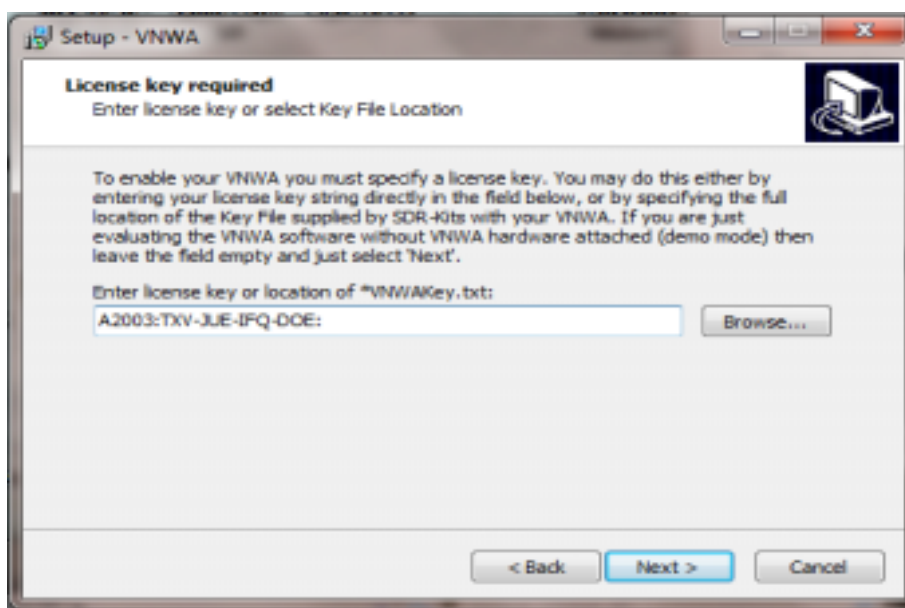 Setup - VNWA
License key required
Enter license key or select Key File Location
To enable your VNWA you must specify a license key. You may do this either by
entering your license key string directly in the field below, or by specifying the full
location of the Key File supplied by SDR-Kits with your VNWA. If you are just
evaluating the VNWA software without VNWA hardware attached (demo mode) then
leave the field empty and just select 'Next'.
Enter license key or location of *VNWAKey.txt:
A2003:TXV-JUE-IFQ-DOE:
Browse...
< Back
Next >
Cancel